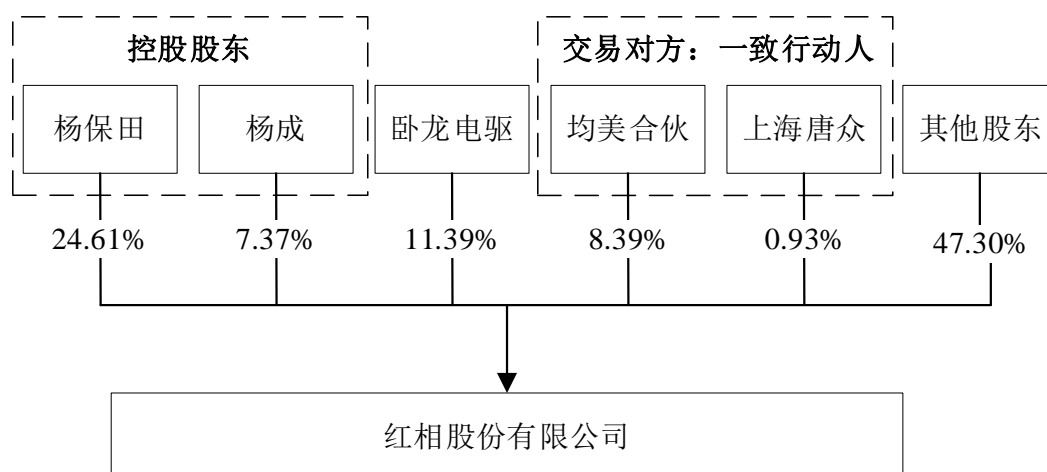 控股股东
交易对方：一致行动人
杨保田
杨成
卧龙电驱
均美合伙
上海唐众
其他股东
24.61%
7.37%
11.39%
8.39%
0.93%
47.30%
红相股份有限公司